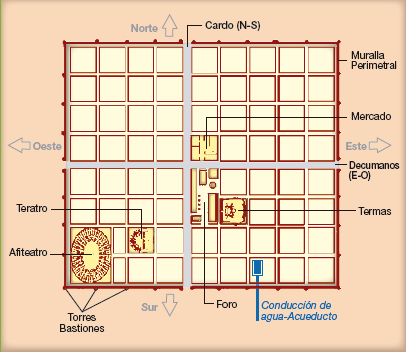 Norte
Cardo (N-S)
Muralla
Perimetral
Mercado
Oeste
Este
Decumanos
(E-O)
Teratro
Termas
Afiteatro
Foro
Sur
Conducción de
agua-Acueducto
Torres
Bastiones